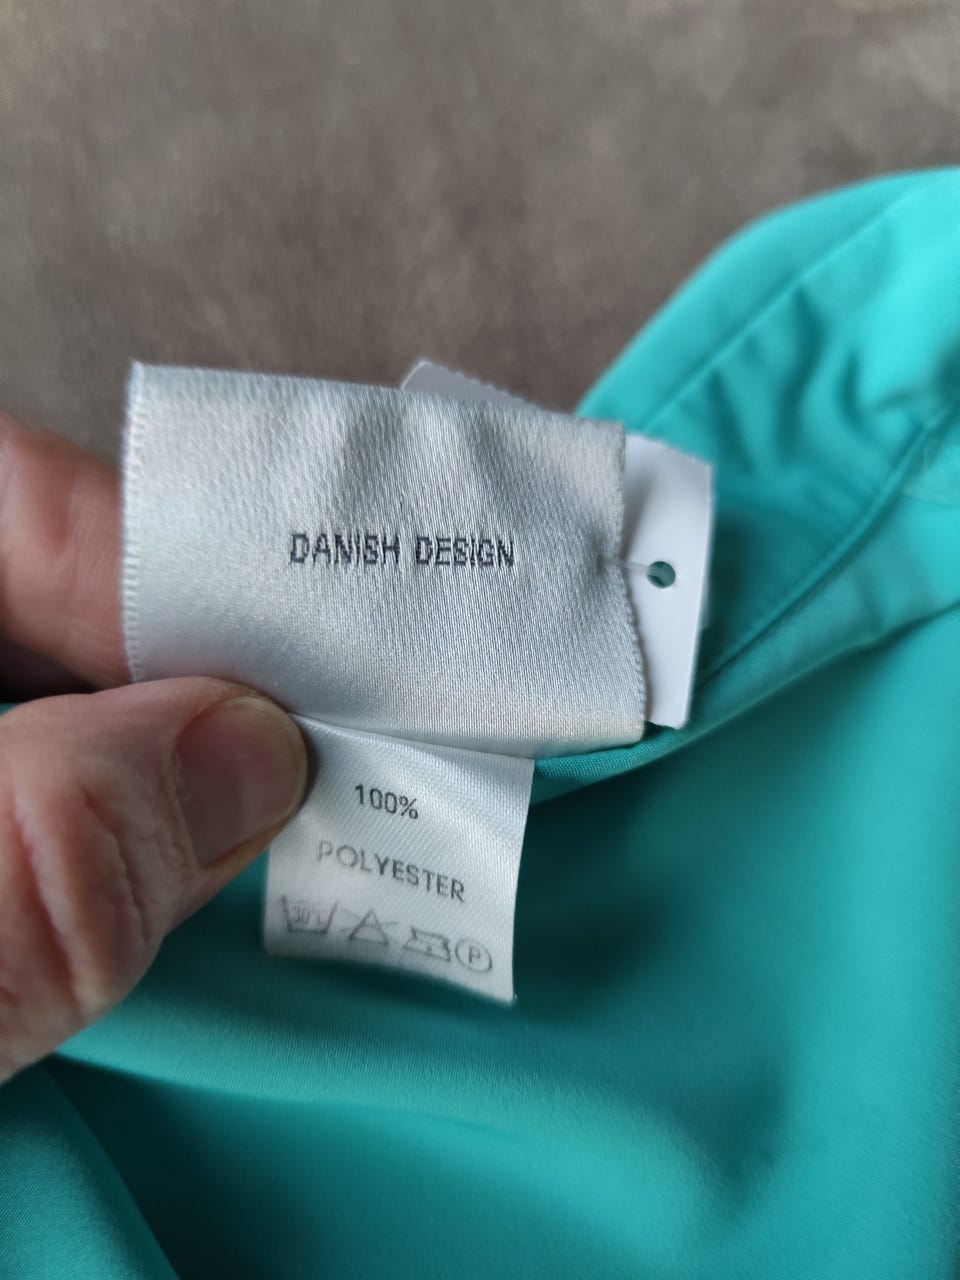 DANISH DESIGN
100%
POLYESTER
P